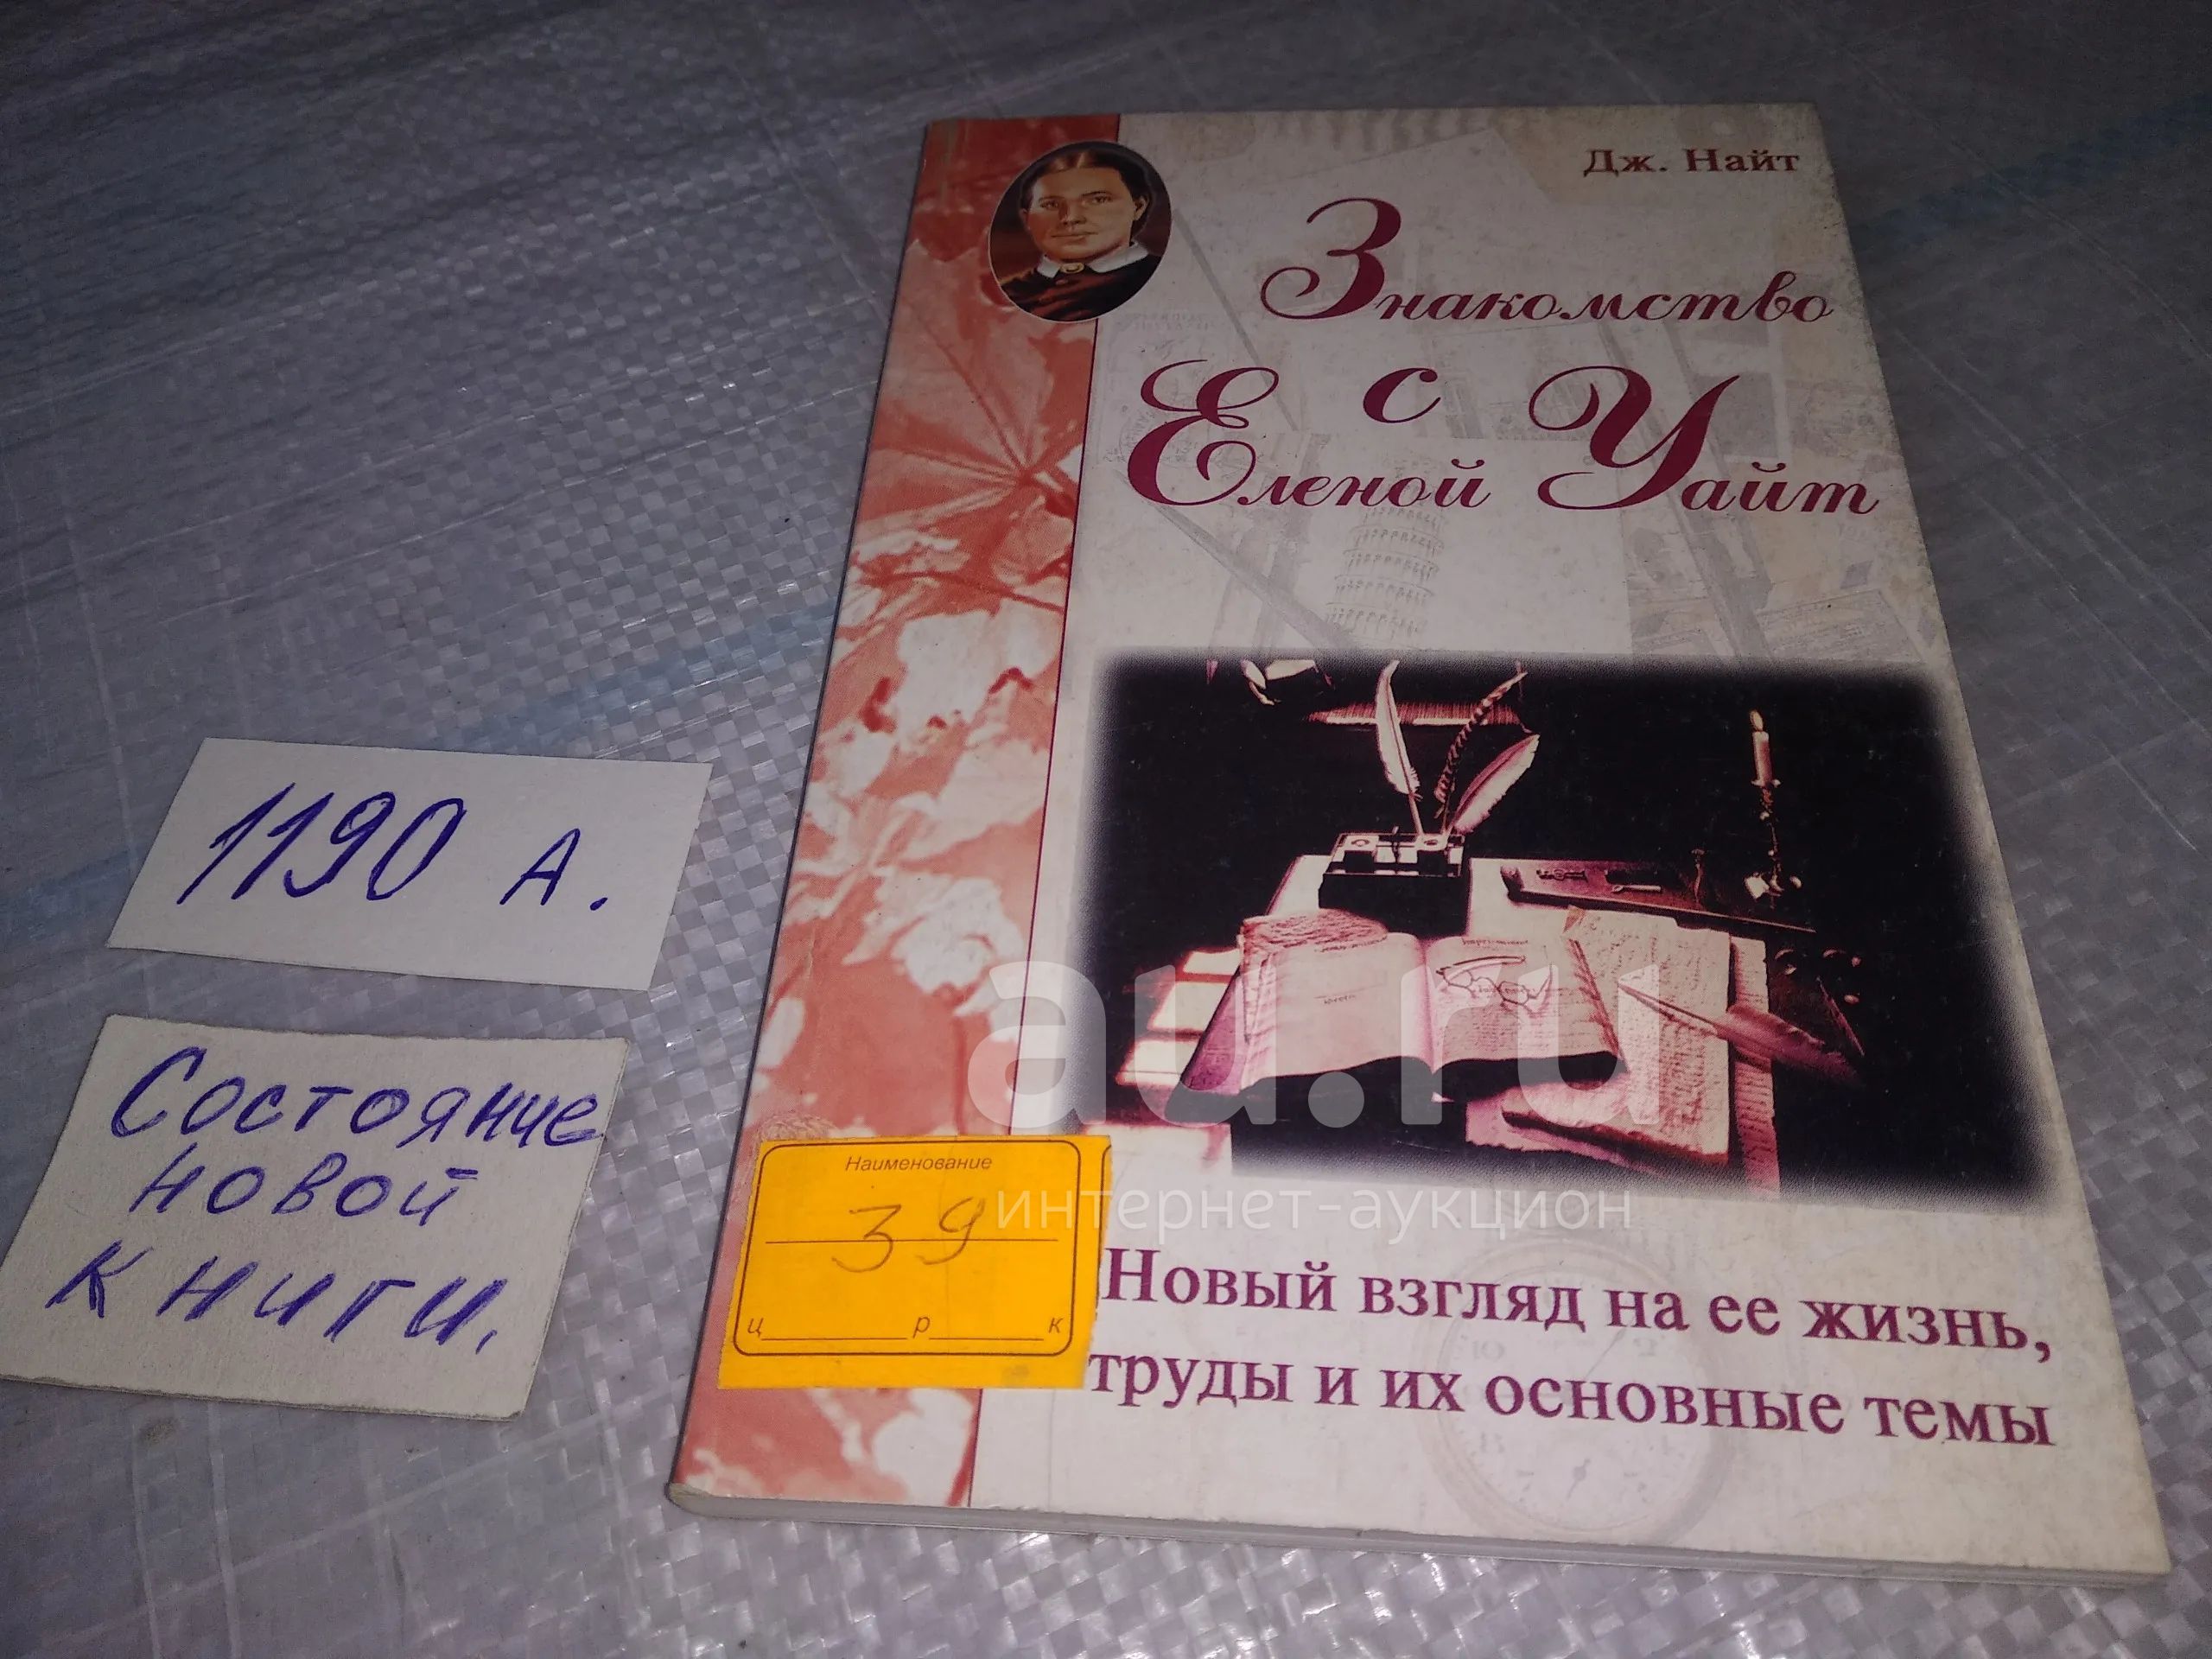 Дж. Найт
Знакомство
с
Еленой Уайт
1190 А.
Состояние
новой
книги.
au.ru
интернет-аукцион
Наименование
39
ц р к
Новый взгляд на ее жизнь,
труды и их основные темы